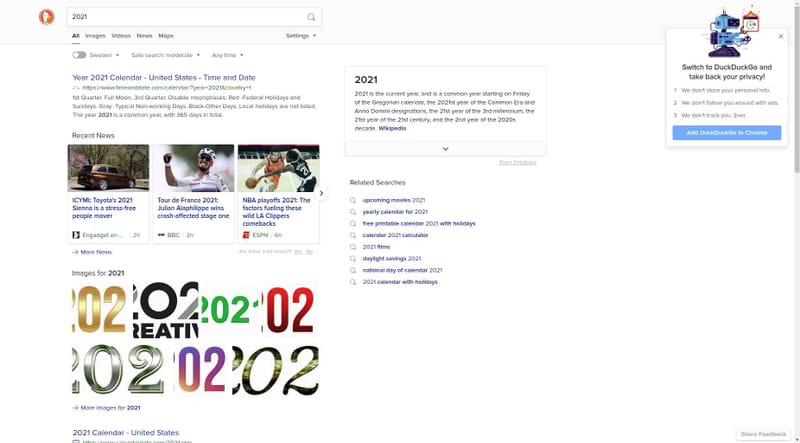 2021
All Images Videos News Maps Settings
Sweden Safe search: moderate Any time
Year 2021 Calendar - United States - Time and Date
https://www.timeanddate.com/calendar/?year=2021&country=1
1st Quarter. Full Moon. 3rd Quarter. Disable moonphases. Red -Federal Holidays and
Sundays. Gray -Typical Non-working Days. Black-Other Days. Local holidays are not listed.
The year 2021 is a common year, with 365 days in total.
Recent News
ICYMI: Toyota's 2021
Sienna is a stress-free
people mover
Engadget on ... 2h
Tour de France 2021:
Julian Alaphilippe wins
crash-affected stage one
BBC 2h
NBA playoffs 2021: The
factors fueling these
wild LA Clippers
comebacks
ESPN 6h
More News
Are these links helpful? Yes No
Images for 2021
202
202
REATIV
2021
202
202
202
202
More Images for 2021
2021 Calendar - United States
2021
2021 is the current year, and is a common year starting on Friday
of the Gregorian calendar, the 2021st year of the Common Era and
Anno Domini designations, the 21st year of the 3rd millennium, the
21st year of the 21st century, and the 2nd year of the 2020s
decade. Wikipedia
Share Feedback
Related Searches
upcoming movies 2021
yearly calendar for 2021
free printable calendar 2021 with holidays
calendar 2021 calculator
2021 films
daylight savings 2021
national day of calendar 2021
2021 calendar with holidays
Switch to DuckDuckGo and
take back your privacy!
1 We don't store your personal info.
2 We don't follow you around with ads.
3 We don't track you. Ever.
Add DuckDuckGo to Chrome
Share Feedback